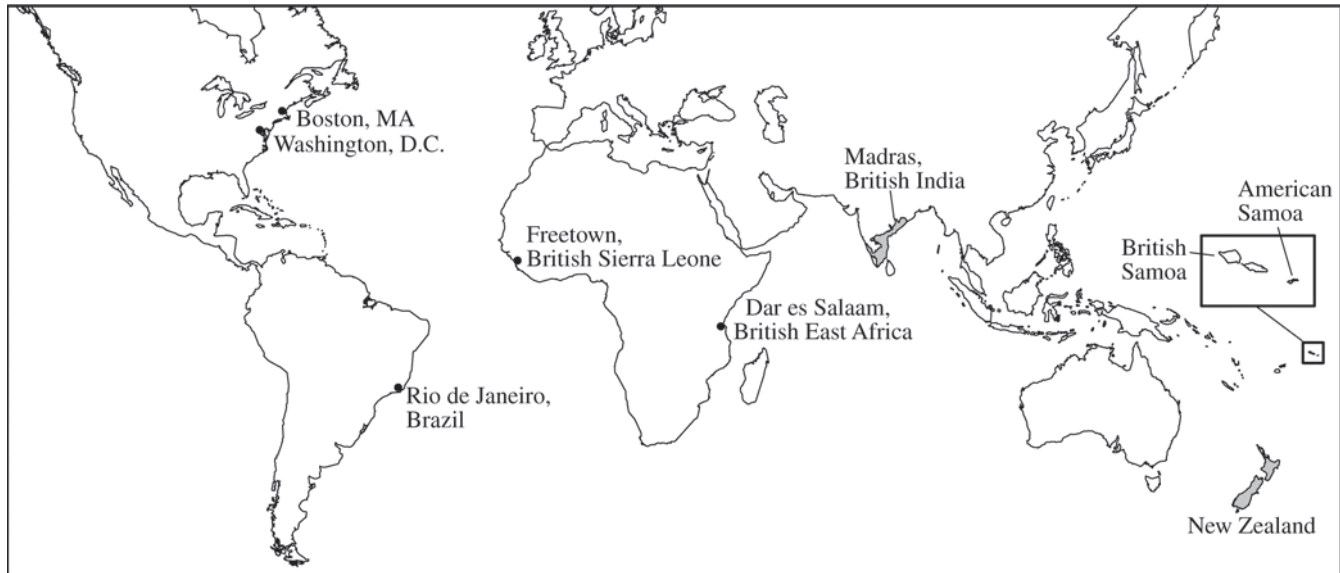 Boston, MA
Washington, D.C.
Freetown,
British Sierra Leone
Dar es Salaam,
British East Africa
Rio de Janeiro,
Brazil
Madras,
British India
American
Samoa
British
Samoa
New Zealand